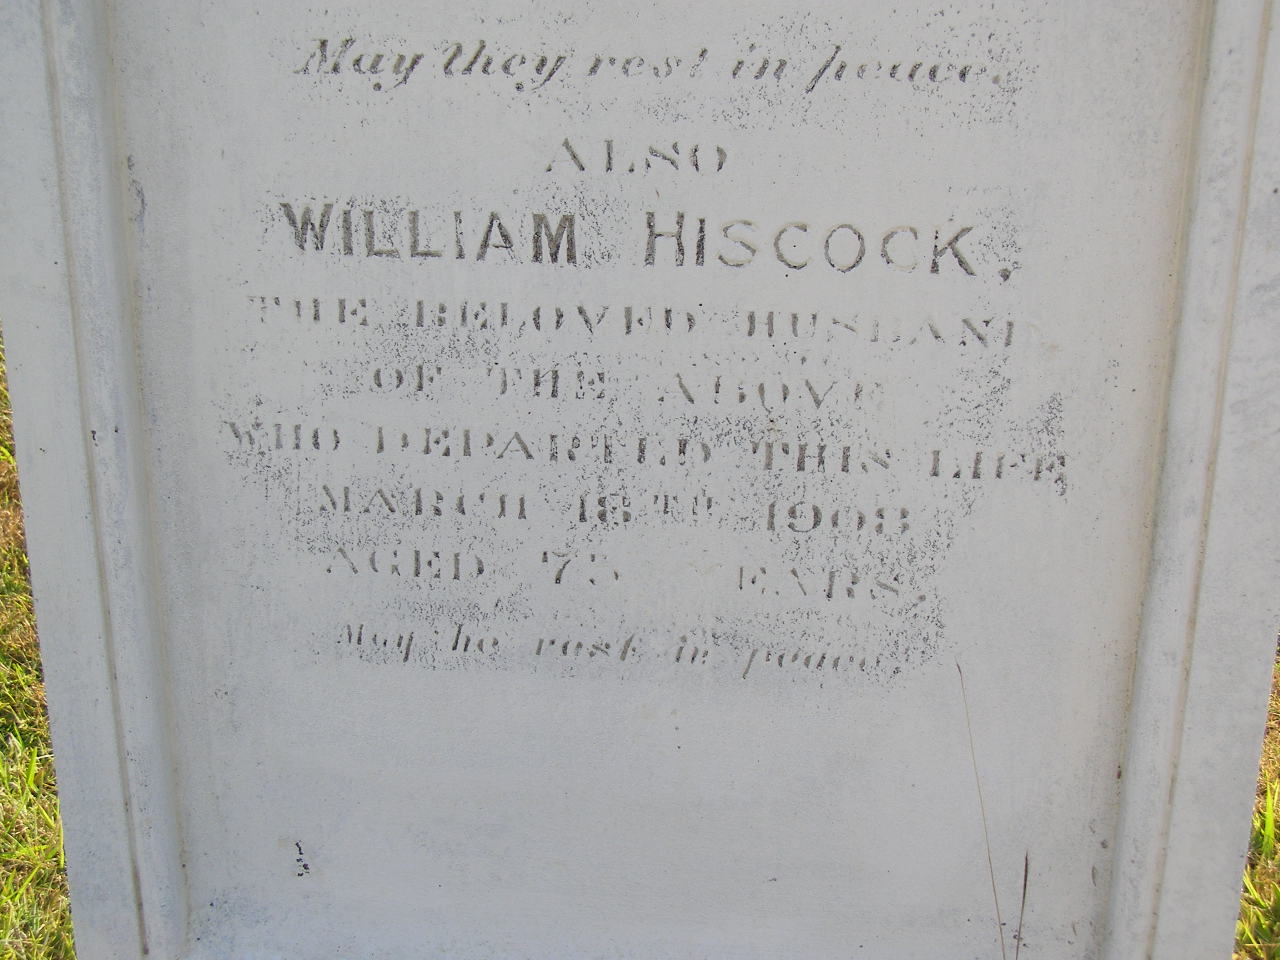 May they rest in peace.
ALSO
WILLIAM HISCOCK,
THE BELOVED HUSBAND
OF THE ABOVE
WHO DEPARTED THIS LIFE,
MARCH 18TH 1908
AGED 75 YEARS.
May he rest in peace.